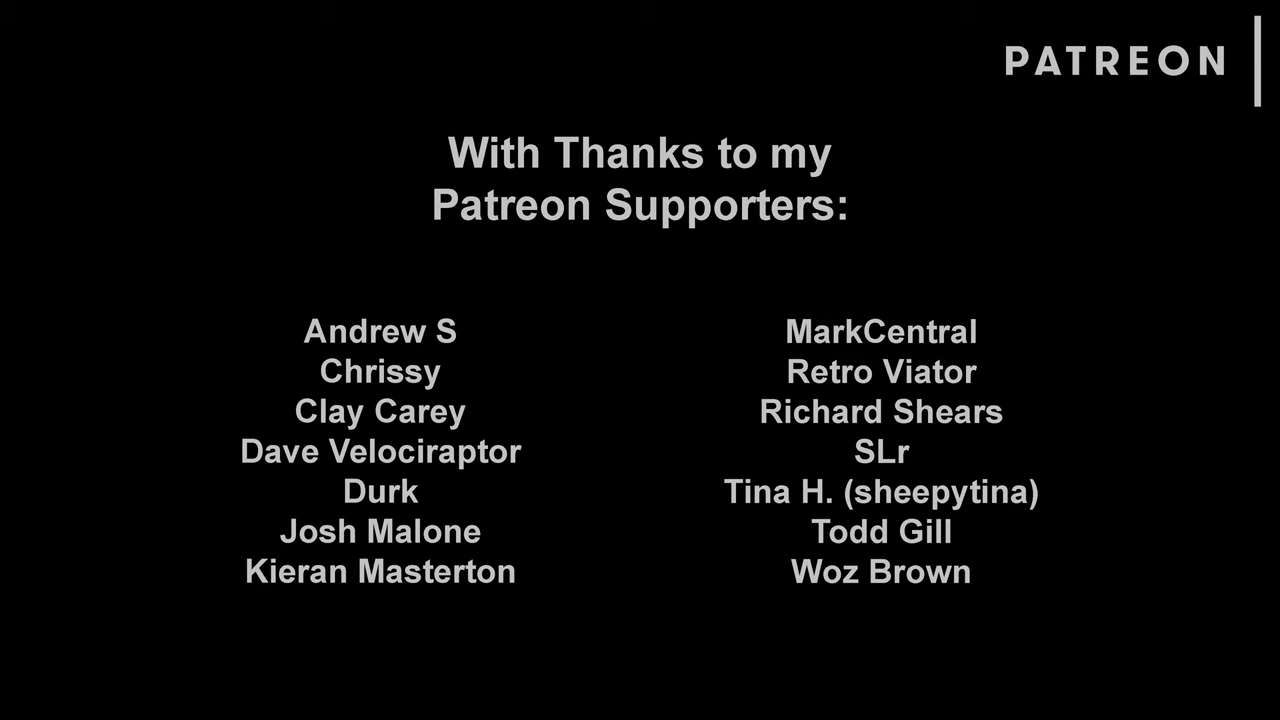 PATREON
With Thanks to my
Patreon Supporters:
Andrew S
Chrissy
Clay Carey
Dave Velociraptor
Durk
Josh Malone
Kieran Masterton
MarkCentral
Retro Viator
Richard Shears
SLr
Tina H. (sheepytina)
Todd Gill
Woz Brown